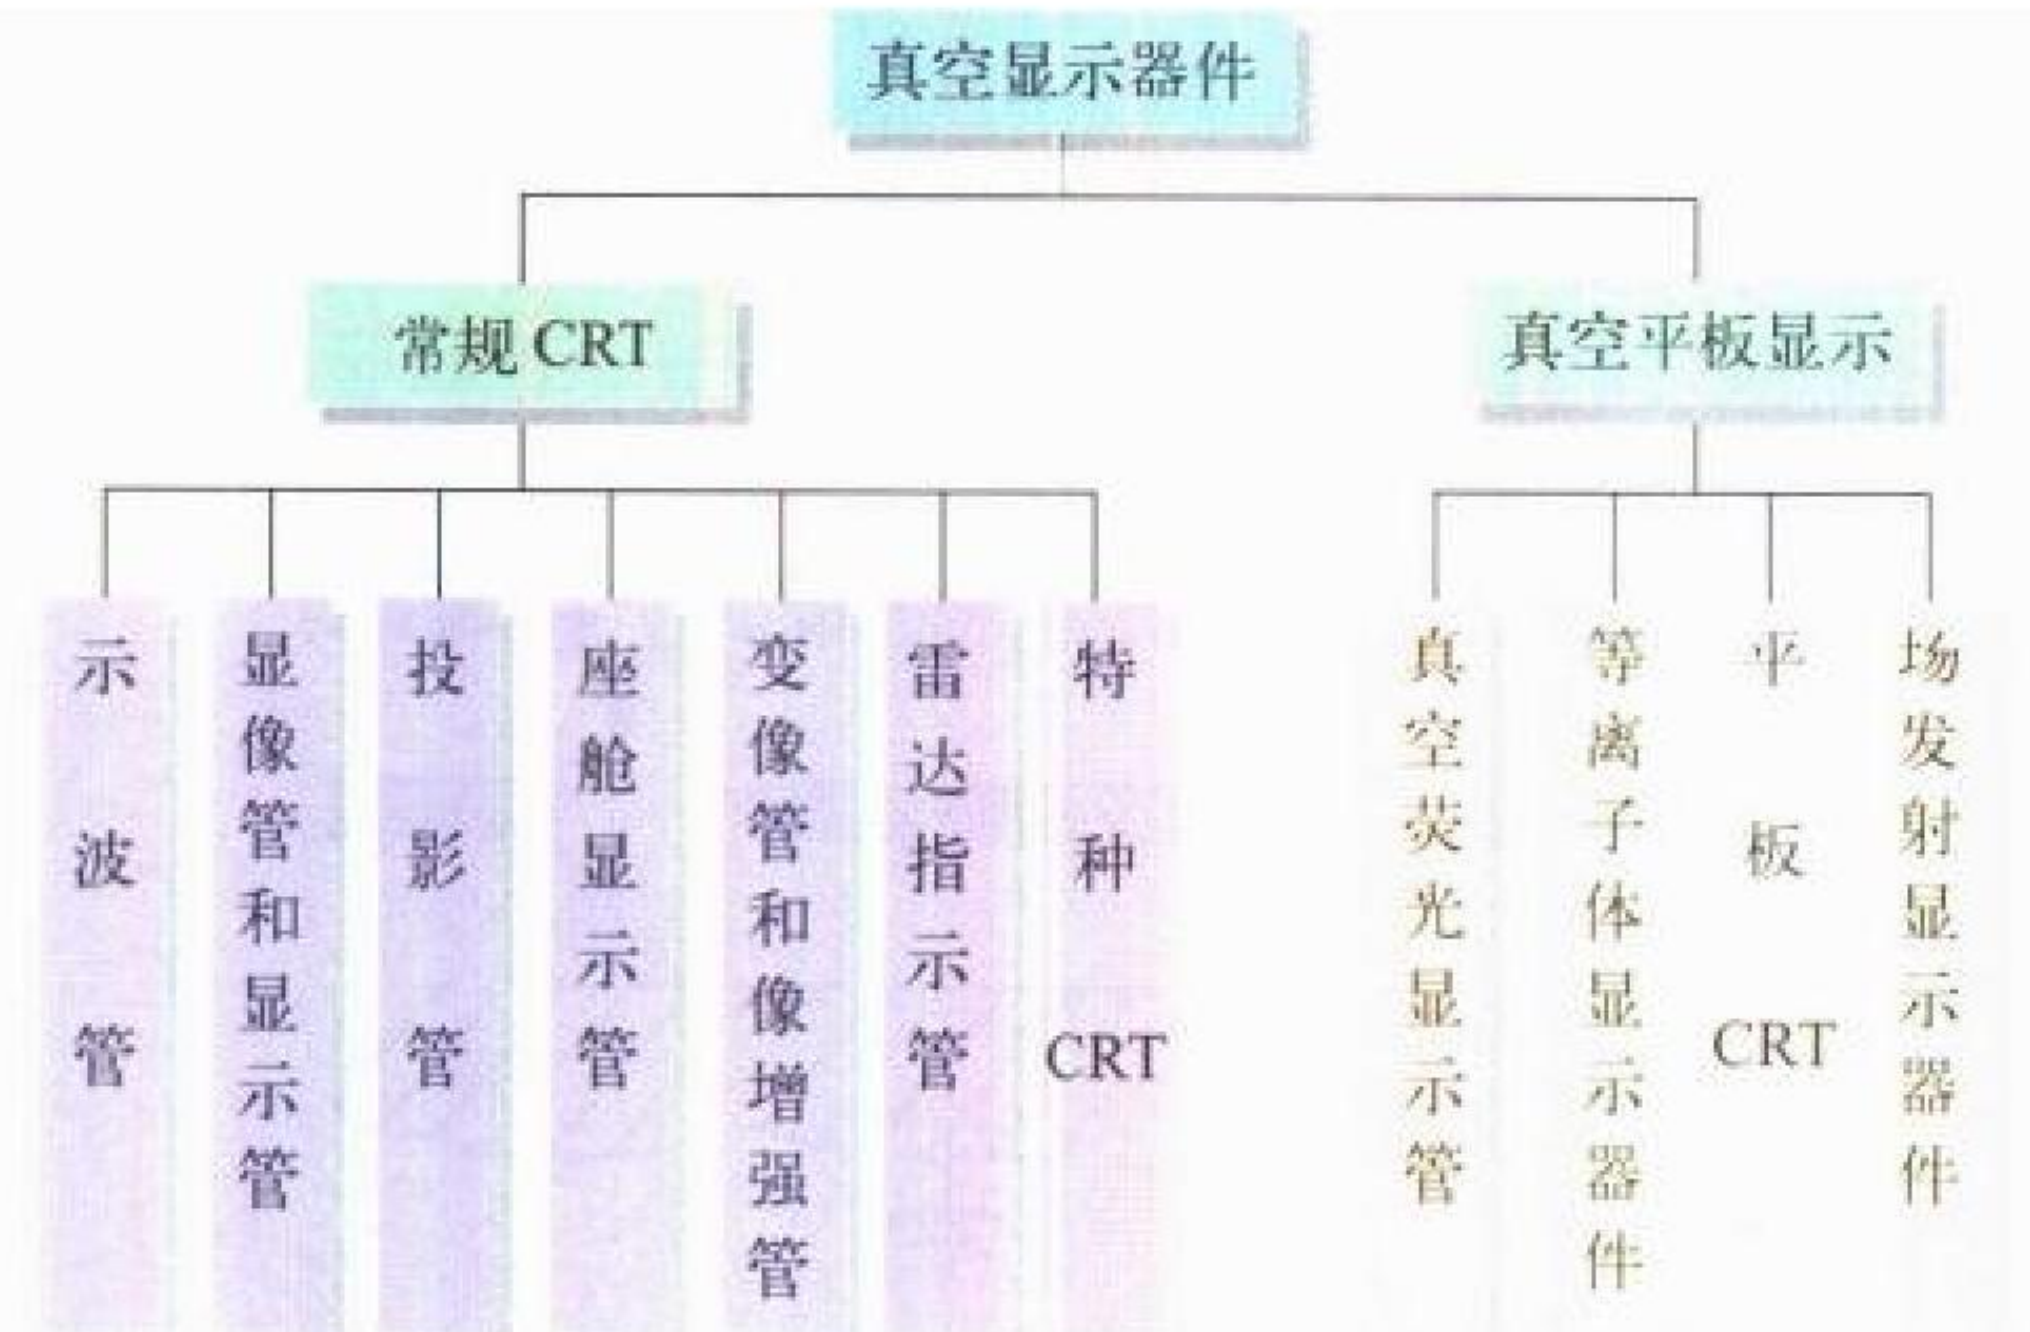 真空显示器件
常规CRT
真空平板显示
示波管
显像管和显示管
投影管
座舱显示管
变像管和像增强管
雷达指示管
特种CRT
真空荧光显示管
等离子体显示器件
平板CRT
场发射显示器件